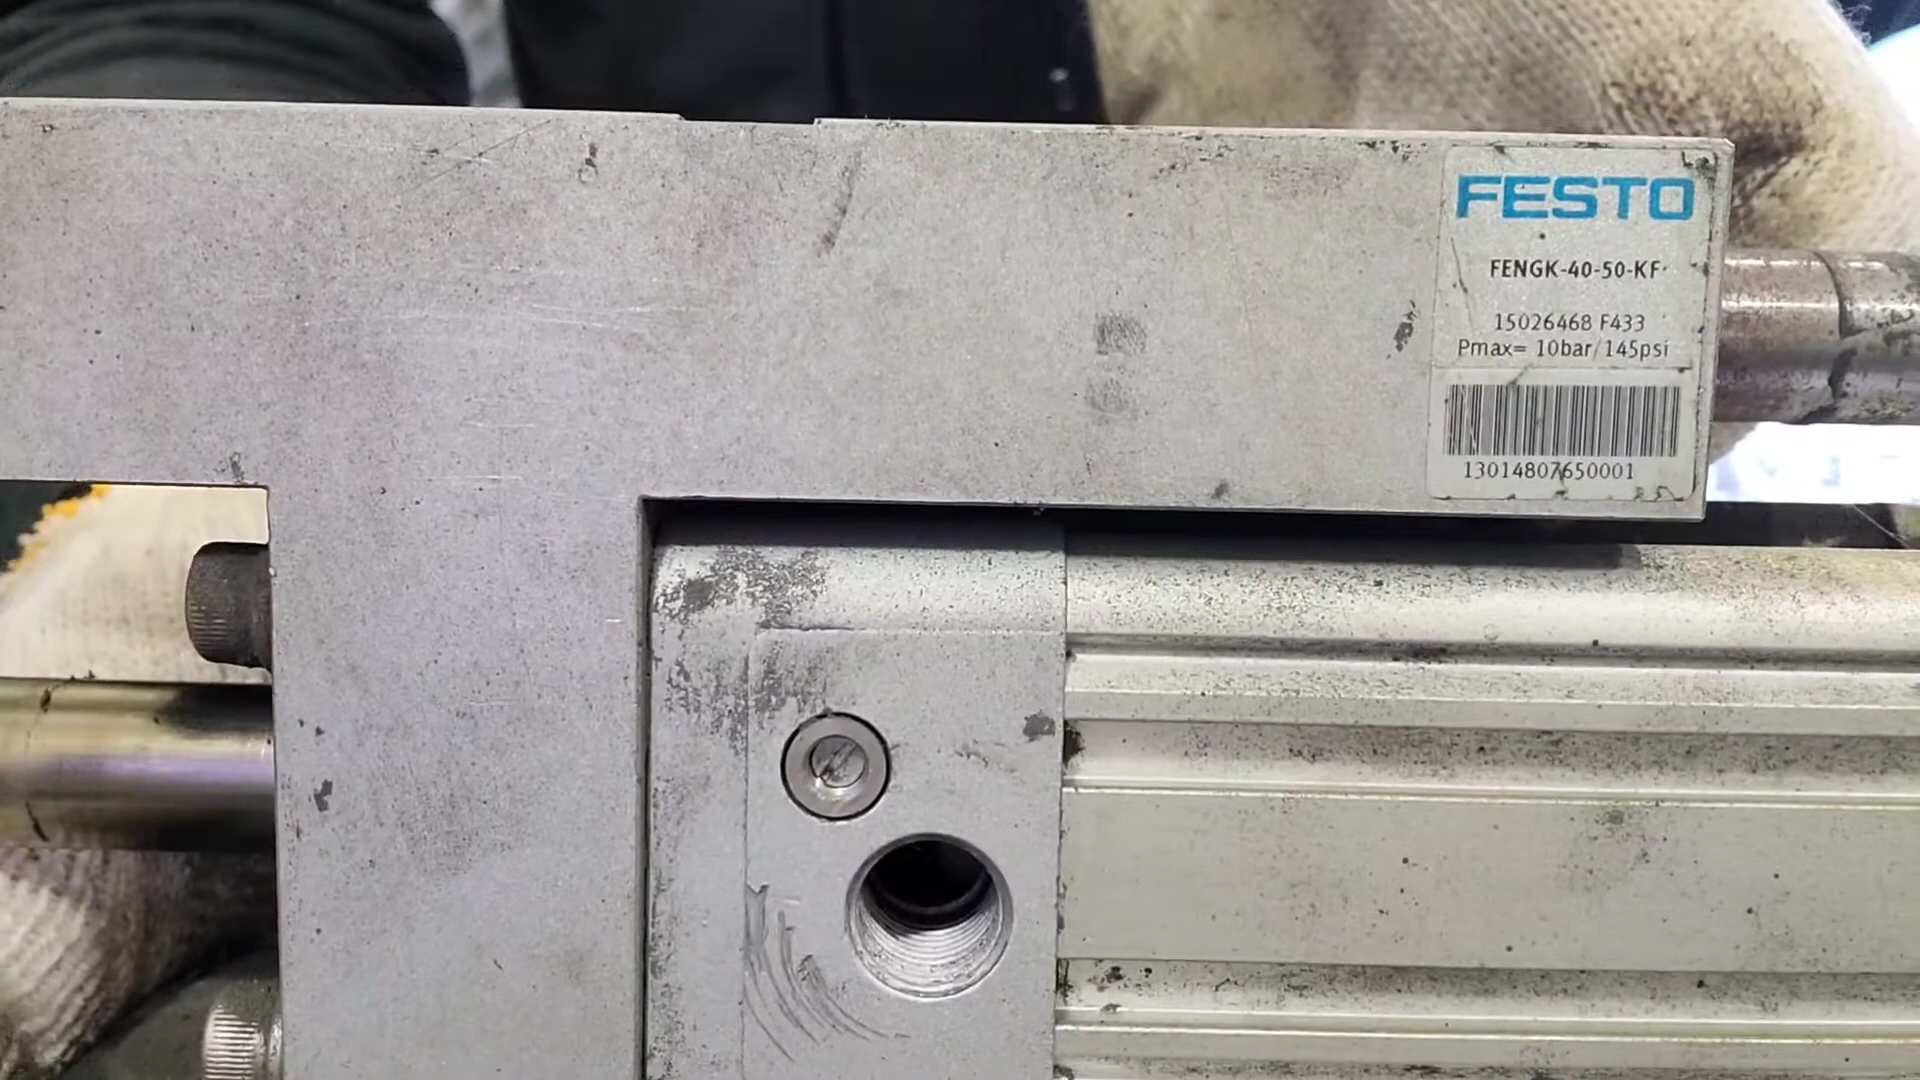 FESTO
FENGK-40-50-KF
15026468 F433
Pmax= 10bar/145psi
13014807650001